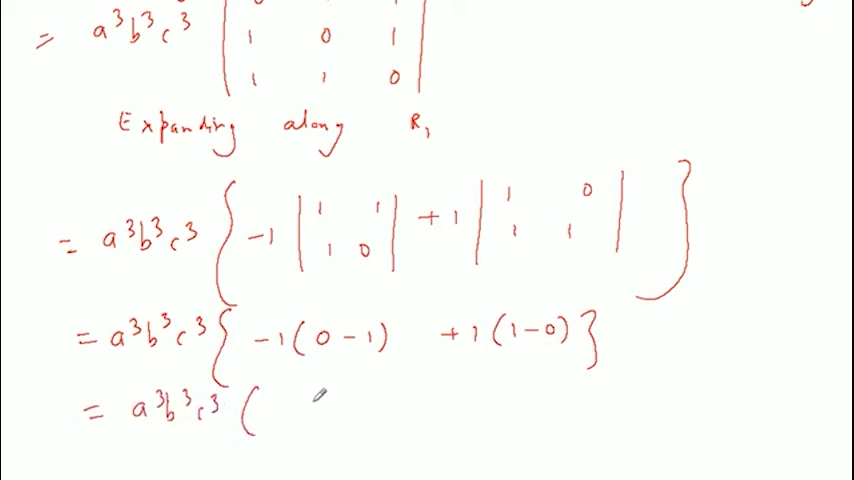 = a³b³c³ | 1 0 1 |
| 1 1 0 |
Expanding along R₁
= a³b³c³ { -1 | 1 1 | + 1 | 1 0 | }
| 1 0 | | 1 1 |
= a³b³c³ { -1 ( 0 - 1 ) + 1 ( 1 - 0 ) }
= a³b³c³ (